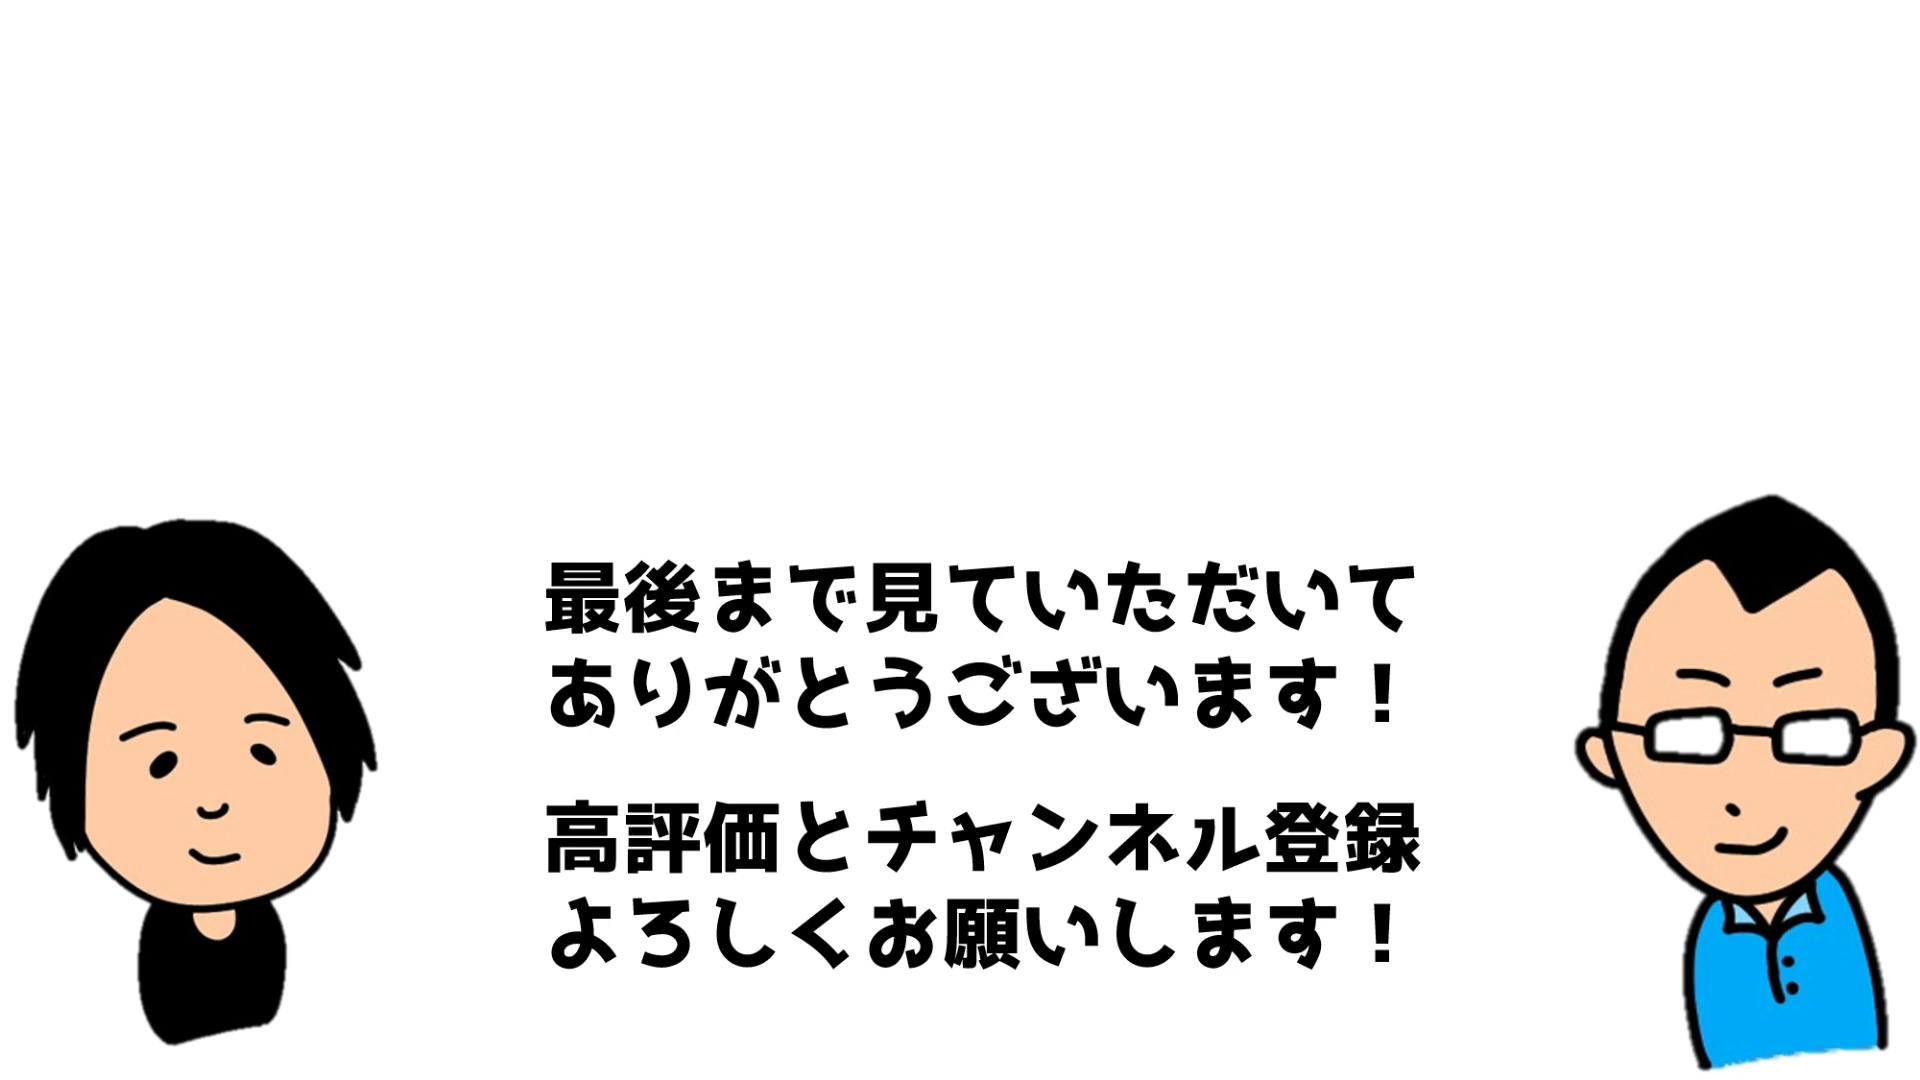 最後まで見ていただいて
ありがとうございます！
高評価とチャンネル登録
よろしくお願いします！